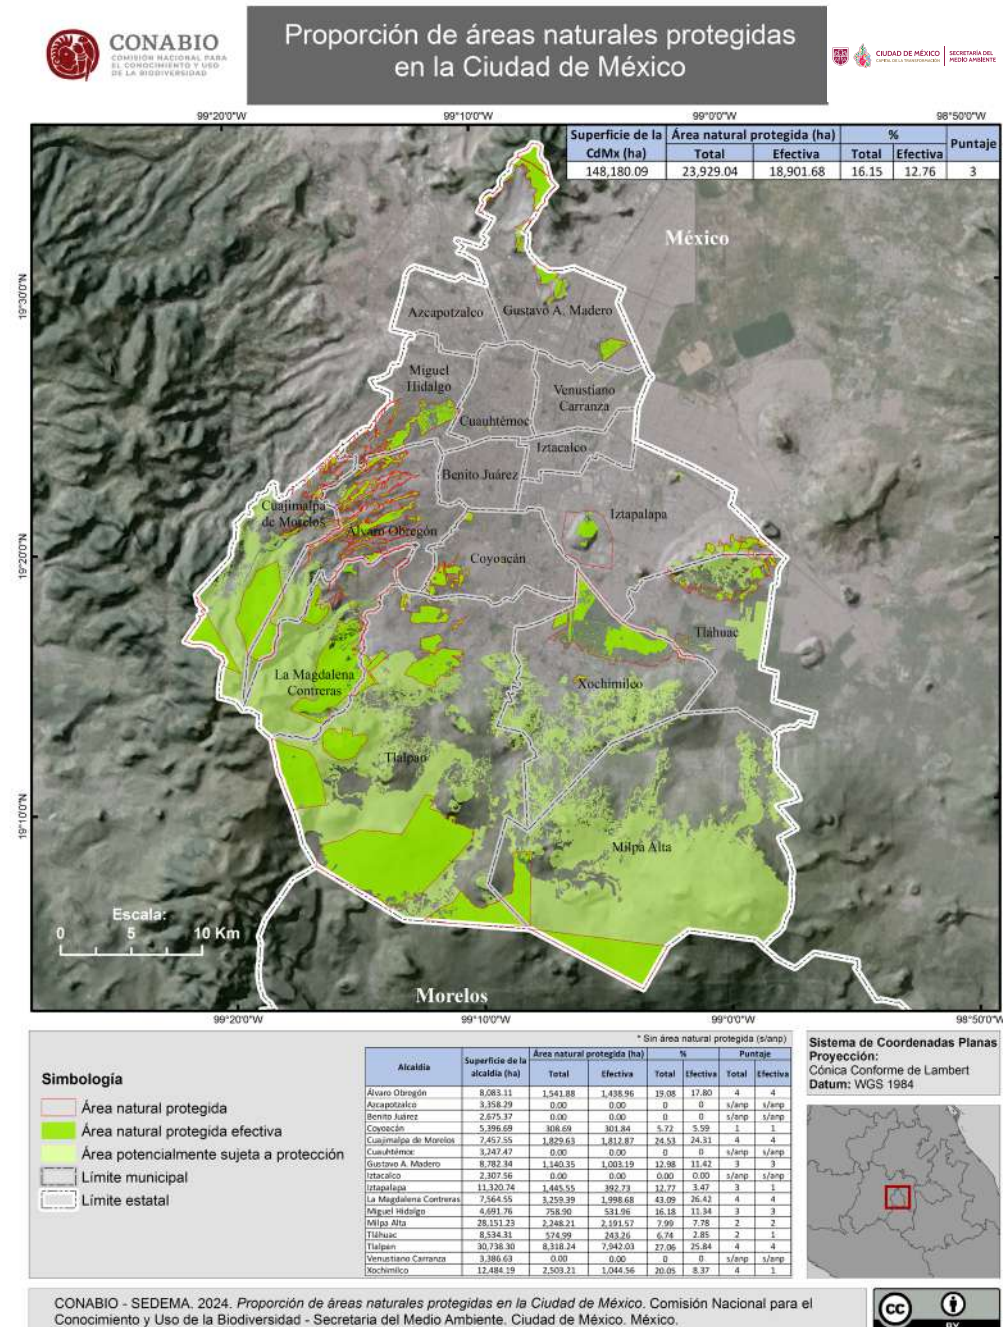 CONABIO
COMISIÓN NACIONAL PARA
EL CONOCIMIENTO Y USO
DE LA BIODIVERSIDAD
Proporción de áreas naturales protegidas
en la Ciudad de México
CIUDAD DE MÉXICO
CAPITAL DE LA TRANSFORMACIÓN
SECRETARÍA DEL
MEDIO AMBIENTE
99°20'0"W 99°10'0"W 99°0'0"W 98°50'0"W
Superficie de la CdMx (ha) Área natural protegida (ha) % Puntaje
Total Efectiva Total Efectiva
148,180.09 23,929.04 18,901.68 16.15 12.76 3
México
19°30'0"N
Azcapotzalco
Gustavo A. Madero
Miguel
Hidalgo
Venustiano
Carranza
Cuauhtémoc
Iztacalco
Benito Juárez
Cuajimalpa
de Morelos
Iztapalapa
Álvaro Obregón
19°20'0"N
Coyoacán
Tláhuac
La Magdalena
Contreras
Xochimilco
Tlalpan
19°10'0"N
Milpa Alta
Escala:
0 5 10 Km
Morelos
99°20'0"W 99°10'0"W 99°0'0"W 98°50'0"W
* Sin área natural protegida (s/anp)
Simbología
Área natural protegida
Área natural protegida efectiva
Área potencialmente sujeta a protección
Límite municipal
Límite estatal
Alcaldía Superficie de la alcaldía (ha) Área natural protegida (ha) % Puntaje
Total Efectiva Total Efectiva Total Efectiva
Álvaro Obregón 8,083.11 1,541.88 1,438.96 19.08 17.80 4 4
Azcapotzalco 3,358.29 0.00 0.00 0 0 s/anp s/anp
Benito Juárez 2,675.37 0.00 0.00 0 0 s/anp s/anp
Coyoacán 5,396.69 308.69 301.84 5.72 5.59 1 1
Cuajimalpa de Morelos 7,457.55 1,829.63 1,812.87 24.53 24.31 4 4
Cuauhtémoc 3,247.47 0.00 0.00 0 0 s/anp s/anp
Gustavo A. Madero 8,782.34 1,140.35 1,003.19 12.98 11.42 3 3
Iztacalco 2,307.56 0.00 0.00 0.00 0.00 s/anp s/anp
Iztapalapa 11,320.74 1,445.55 392.73 12.77 3.47 3 1
La Magdalena Contreras 7,564.55 3,259.39 1,998.68 43.09 26.42 4 4
Miguel Hidalgo 4,691.76 758.90 531.96 16.18 11.34 3 3
Milpa Alta 28,151.23 2,248.21 2,191.57 7.99 7.78 2 2
Tláhuac 8,534.31 574.99 243.26 6.74 2.85 2 1
Tlalpan 30,738.30 8,318.24 7,942.03 27.06 25.84 4 4
Venustiano Carranza 3,386.63 0.00 0.00 0 0 s/anp s/anp
Xochimilco 12,484.19 2,503.21 1,044.56 20.05 8.37 4 1
Sistema de Coordenadas Planas
Proyección:
Cónica Conforme de Lambert
Datum: WGS 1984
CONABIO - SEDEMA. 2024. Proporción de áreas naturales protegidas en la Ciudad de México. Comisión Nacional para el
Conocimiento y Uso de la Biodiversidad - Secretaria del Medio Ambiente. Ciudad de México. México.
cc
BY